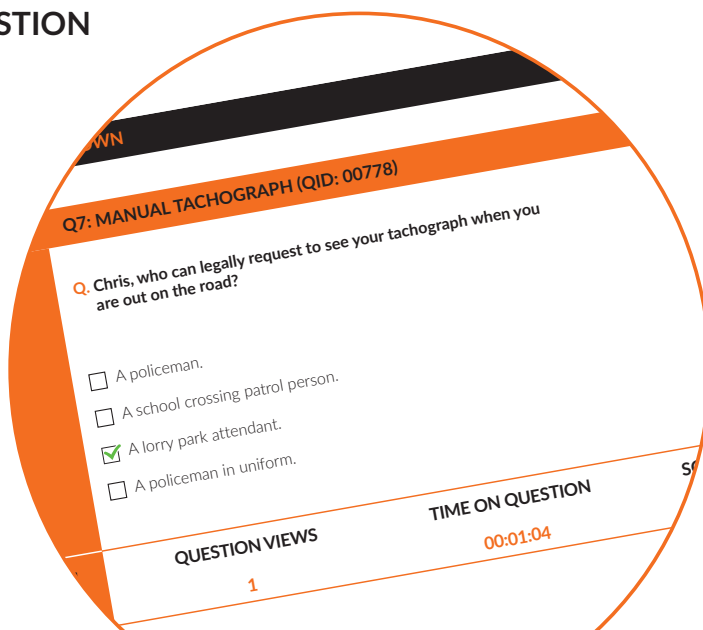 STION
WN
Q7: MANUAL TACHOGRAPH (QID: 00778)
Q. Chris, who can legally request to see your tachograph when you
are out on the road?
A policeman.
A school crossing patrol person.
A lorry park attendant.
A policeman in uniform.
QUESTION VIEWS
TIME ON QUESTION
1
00:01:04